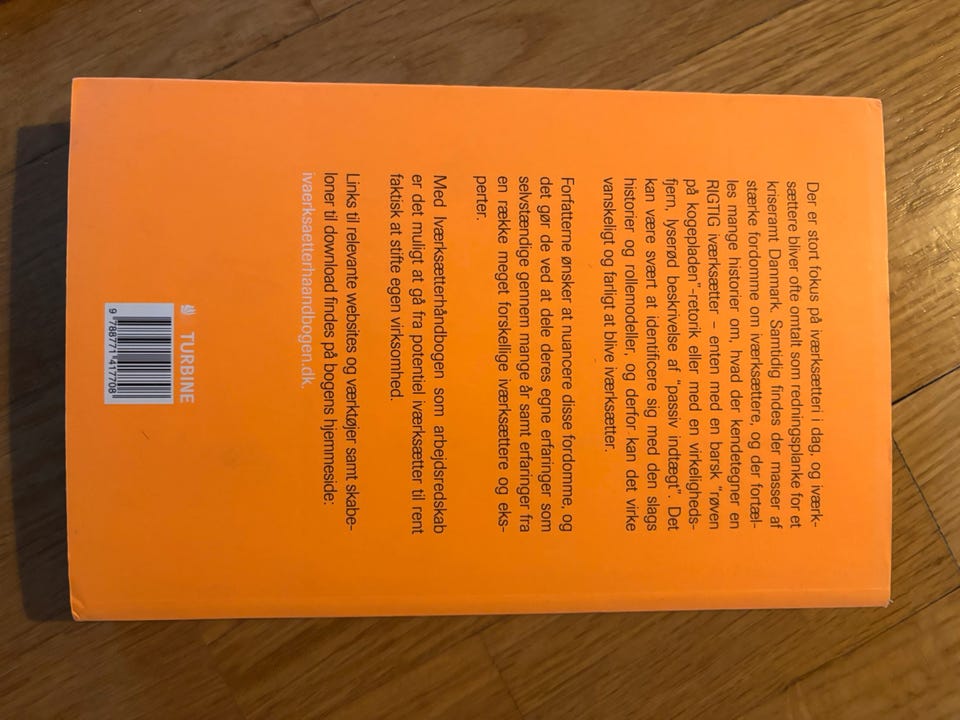 Der er stort fokus på iværksætteri i dag, og iværk-
sættere bliver ofte omtalt som redningsplanke for et
kriseramt Danmark. Samtidig findes der masser af
stærke fordomme om iværksættere, og der fortæl-
les mange historier om, hvad der kendetegner en
RIGTIG iværksætter – enten med en barsk "røven
på kogepladen"-retorik eller med en virkeligheds-
fjern, lyserød beskrivelse af "passiv indtægt". Det
kan være svært at identificere sig med den slags
historier og rollemodeller, og derfor kan det virke
vanskeligt og farligt at blive iværksætter.
Forfatterne ønsker at nuancere disse fordomme, og
det gør de ved at dele deres egne erfaringer som
selvstændige gennem mange år samt erfaringer fra
en række meget forskellige iværksættere og eks-
perter.
Med Iværksætterhåndbogen som arbejdsredskab
er det muligt at gå fra potentiel iværksætter til rent
faktisk at stifte egen virksomhed.
Links til relevante websites og værktøjer samt skabe-
loner til download findes på bogens hjemmeside:
ivaerksaetterhaandbogen.dk.
TURBINE
9 788771 417708